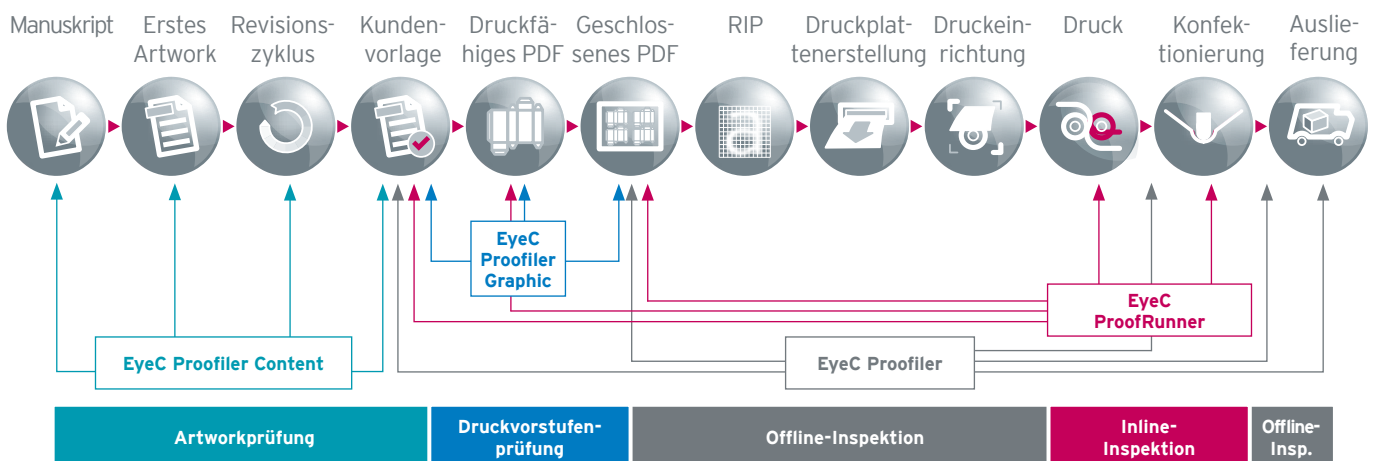 Manuskript
Erstes
Artwork
Revisions-
zyklus
Kunden-
vorlage
Druckfä-
higes PDF
Geschlos-
senes PDF
RIP
Druckplat-
tenerstellung
Druckein-
richtung
Druck
Konfek-
tionierung
Auslie-
ferung
a
EyeC
Proofiler
Graphic
EyeC
ProofRunner
EyeC Proofiler Content
EyeC Proofiler
Artworkprüfung
Druckvorstufen-
prüfung
Offline-Inspektion
Inline-
Inspektion
Offline-
Insp.